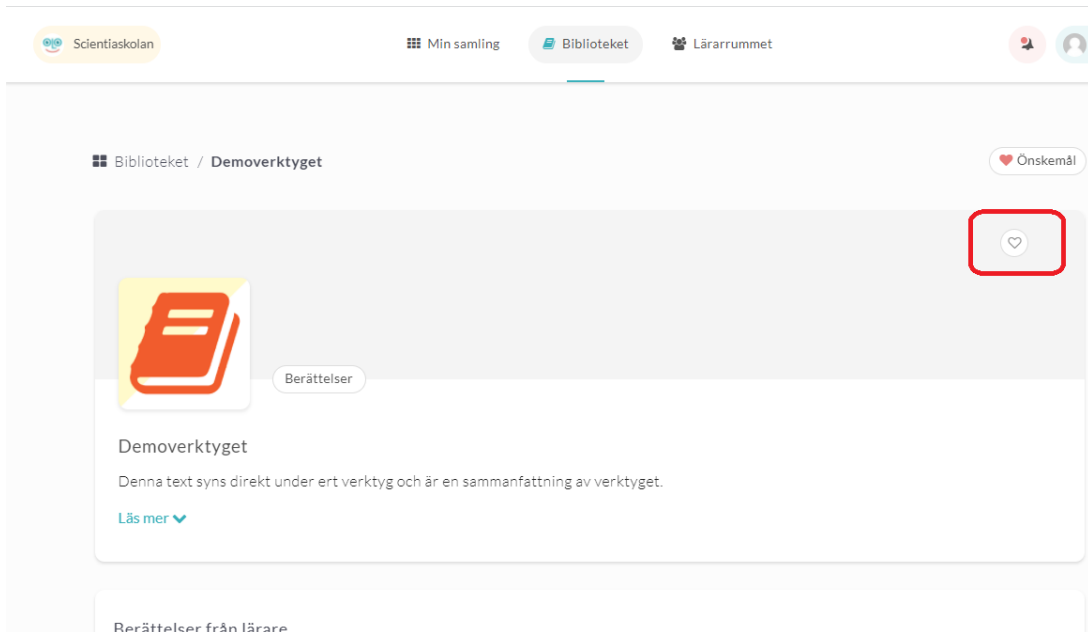 Scientiaskolan
Min samling
Biblioteket
Lärarrummet
Biblioteket / Demoverktyget
Önskemål
Berättelser
Demoverktyget
Denna text syns direkt under ert verktyg och är en sammanfattning av verktyget.
Läs mer
Berättelser från lärare